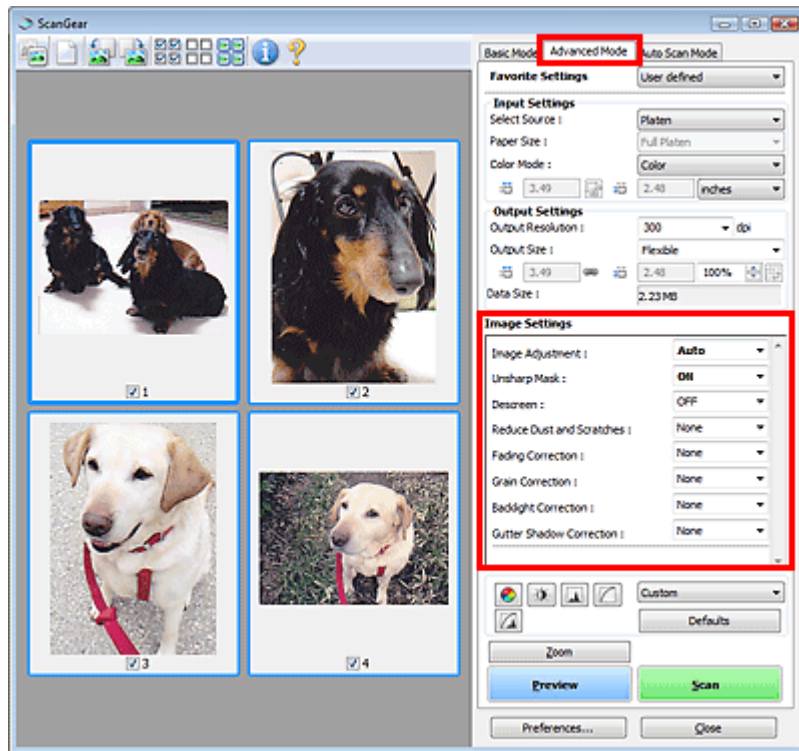 ScanGear
Basic Mode Advanced Mode Auto Scan Mode
Favorite Settings User defined
Input Settings
Select Source : Platen
Paper Size : Full Platen
Color Mode : Color
3.49 2.48 inches
Output Settings
Output Resolution : 300 dpi
Output Size : Flexible
3.49 2.48 100%
Data Size : 2.23 MB
Image Settings
Image Adjustment : Auto
Unsharp Mask : ON
Descreen : OFF
Reduce Dust and Scratches : None
Fading Correction : None
Grain Correction : None
Backlight Correction : None
Gutter Shadow Correction : None
Custom
Defaults
Zoom
Preview Scan
Preferences... Close
1
2
3
4